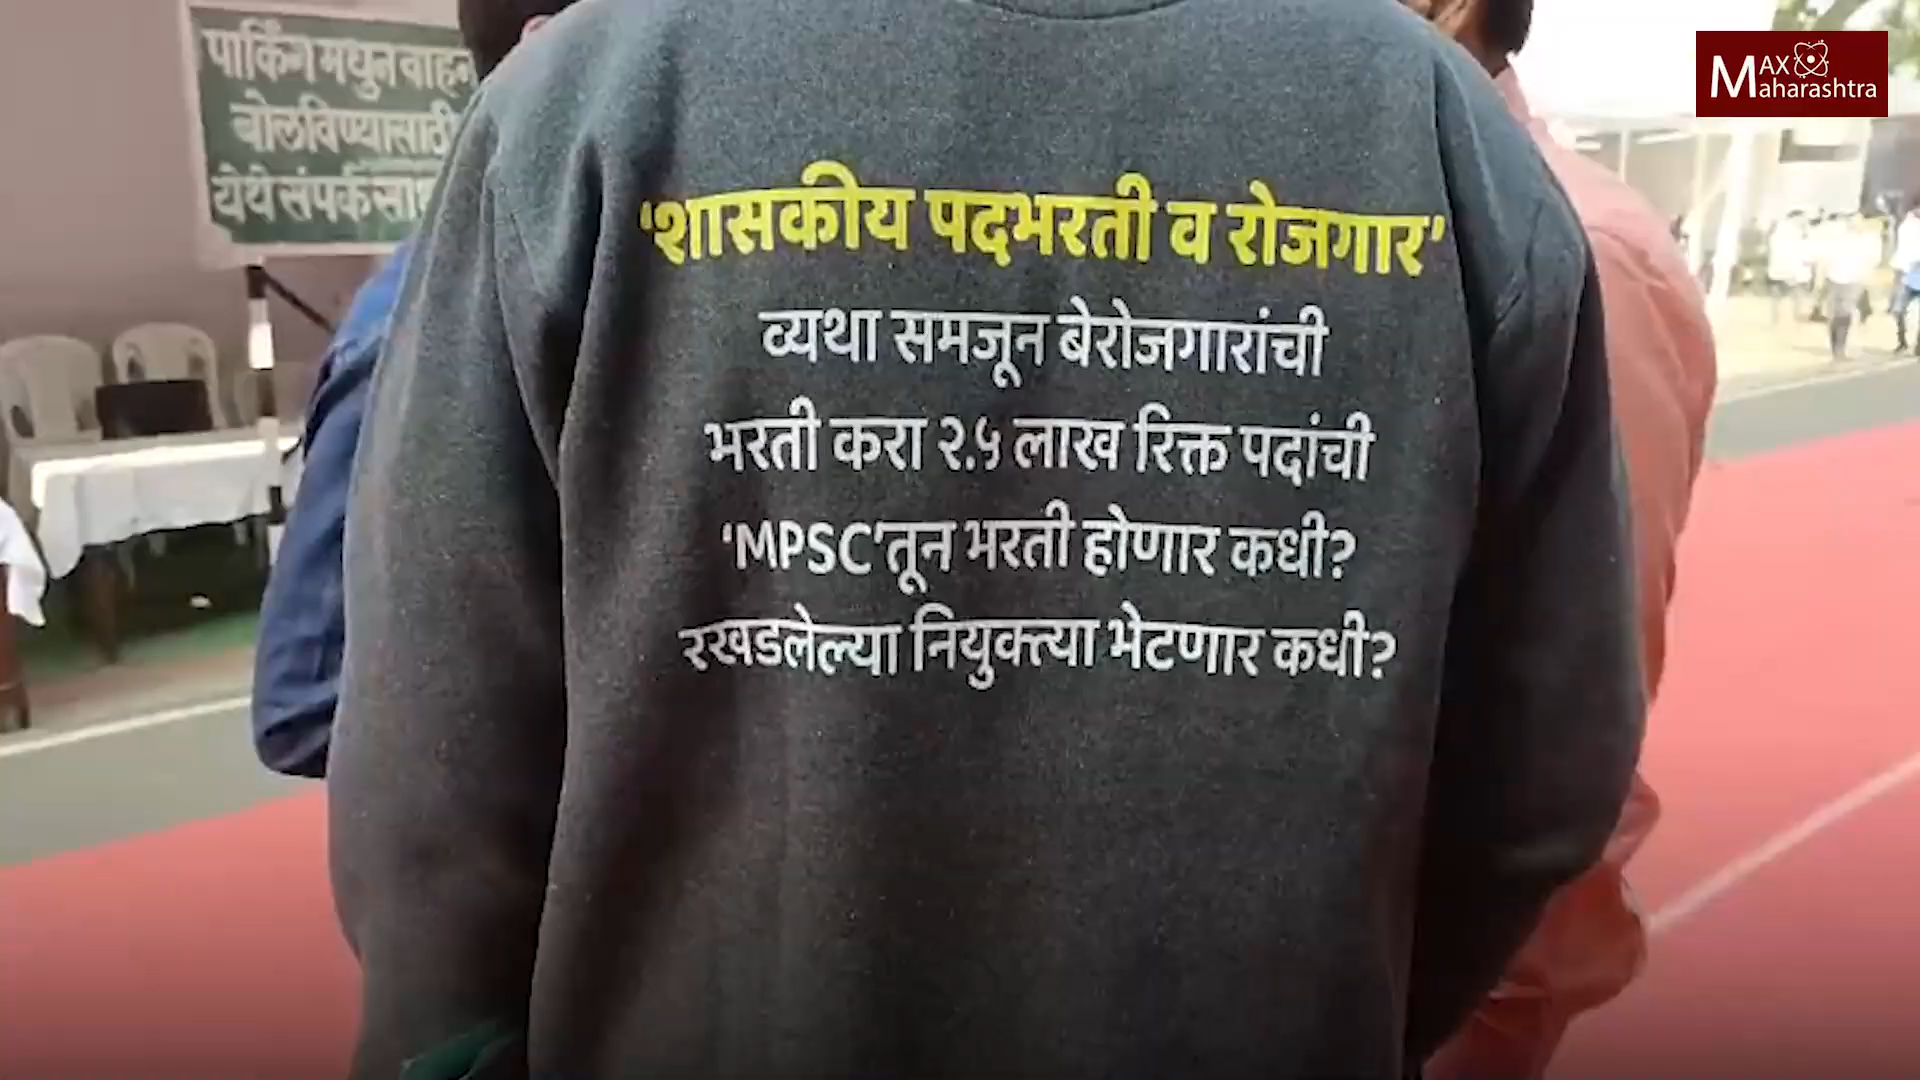 पार्किंग मधुन वाहन
बोलविण्यासाठी
येथे संपर्क
MAX Maharashtra
‘शासकीय पदभरती व रोजगार’
व्यथा समजून बेरोजगारांची
भरती करा २.५ लाख रिक्त पदांची
‘MPSC’तून भरती होणार कधी?
रखडलेल्या नियुक्त्या भेटणार कधी?